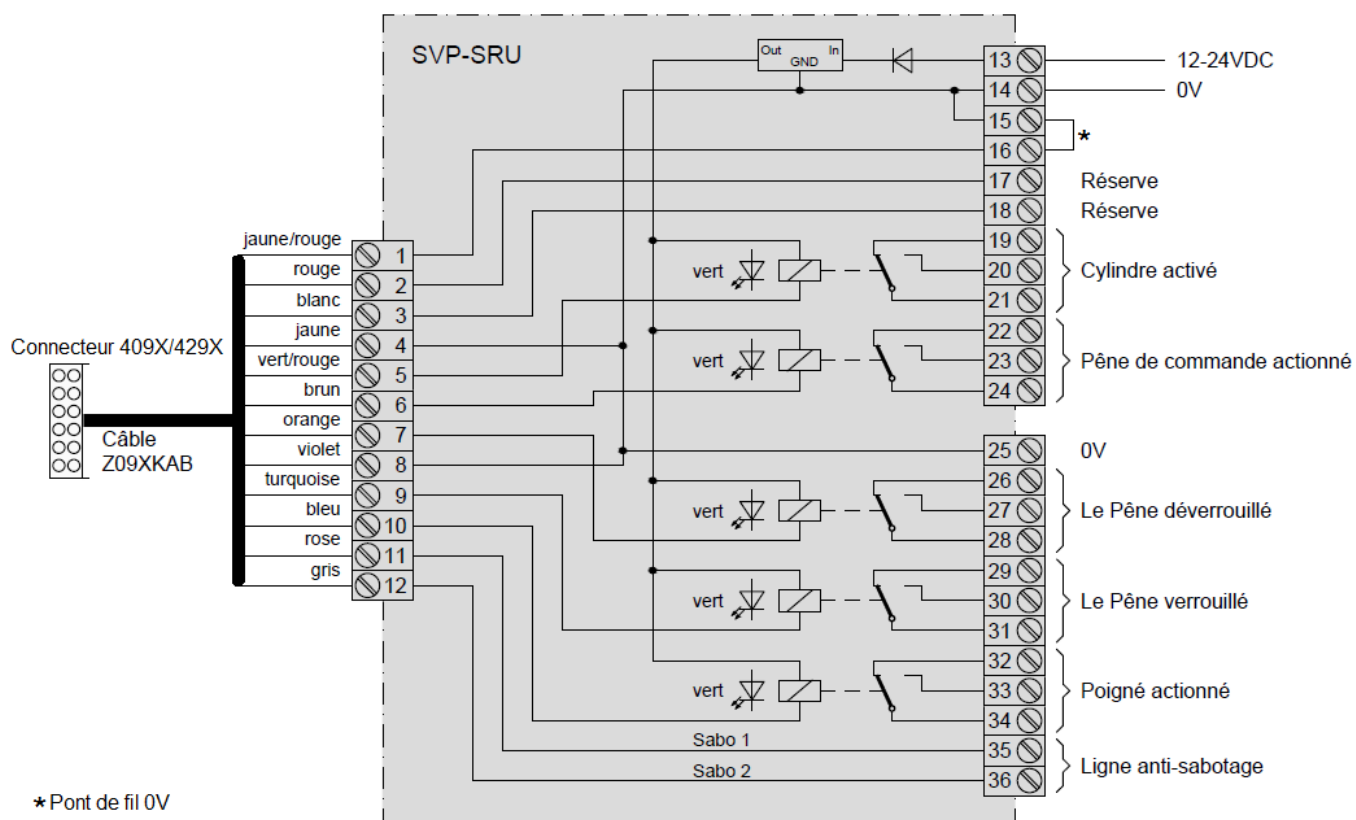 SVP-SRU
Out In
GND
13 12-24VDC
14 0V
15
*
16
17 Réserve
18 Réserve
jaune/rouge
1
rouge
2
blanc
3
jaune
4
vert/rouge
5
brun
6
orange
7
violet
8
turquoise
9
bleu
10
rose
11
gris
12
Connecteur 409X/429X
Câble
Z09XKAB
19
vert
20 Cylindre activé
21
22
vert
23 Pêne de commande actionné
24
25 0V
26
vert
27 Le Pêne déverrouillé
28
29
vert
30 Le Pêne verrouillé
31
32
vert
33 Poigné actionné
34
Sabo 1
35
Sabo 2
36
Ligne anti-sabotage
* Pont de fil 0V